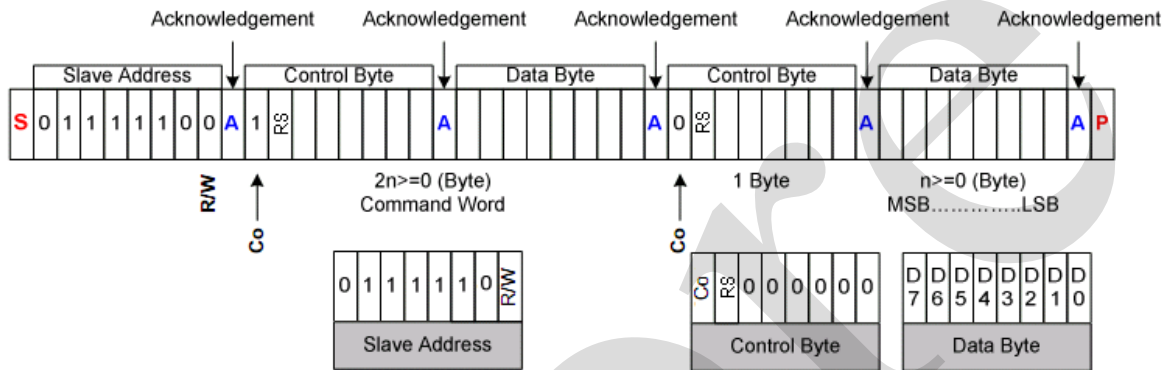 Acknowledgement Acknowledgement Acknowledgement Acknowledgement Acknowledgement
Slave Address Control Byte Data Byte Control Byte Data Byte
S 0 1 1 1 1 1 0 0 A 1 RS A A 0 RS A A P
R/W 2n>=0 (Byte) 1 Byte n>=0 (Byte)
Command Word MSB…………..LSB
Co Co
0 1 1 1 1 1 0 R/W Co RS 0 0 0 0 0 0 D7 D6 D5 D4 D3 D2 D1 D0
Slave Address Control Byte Data Byte